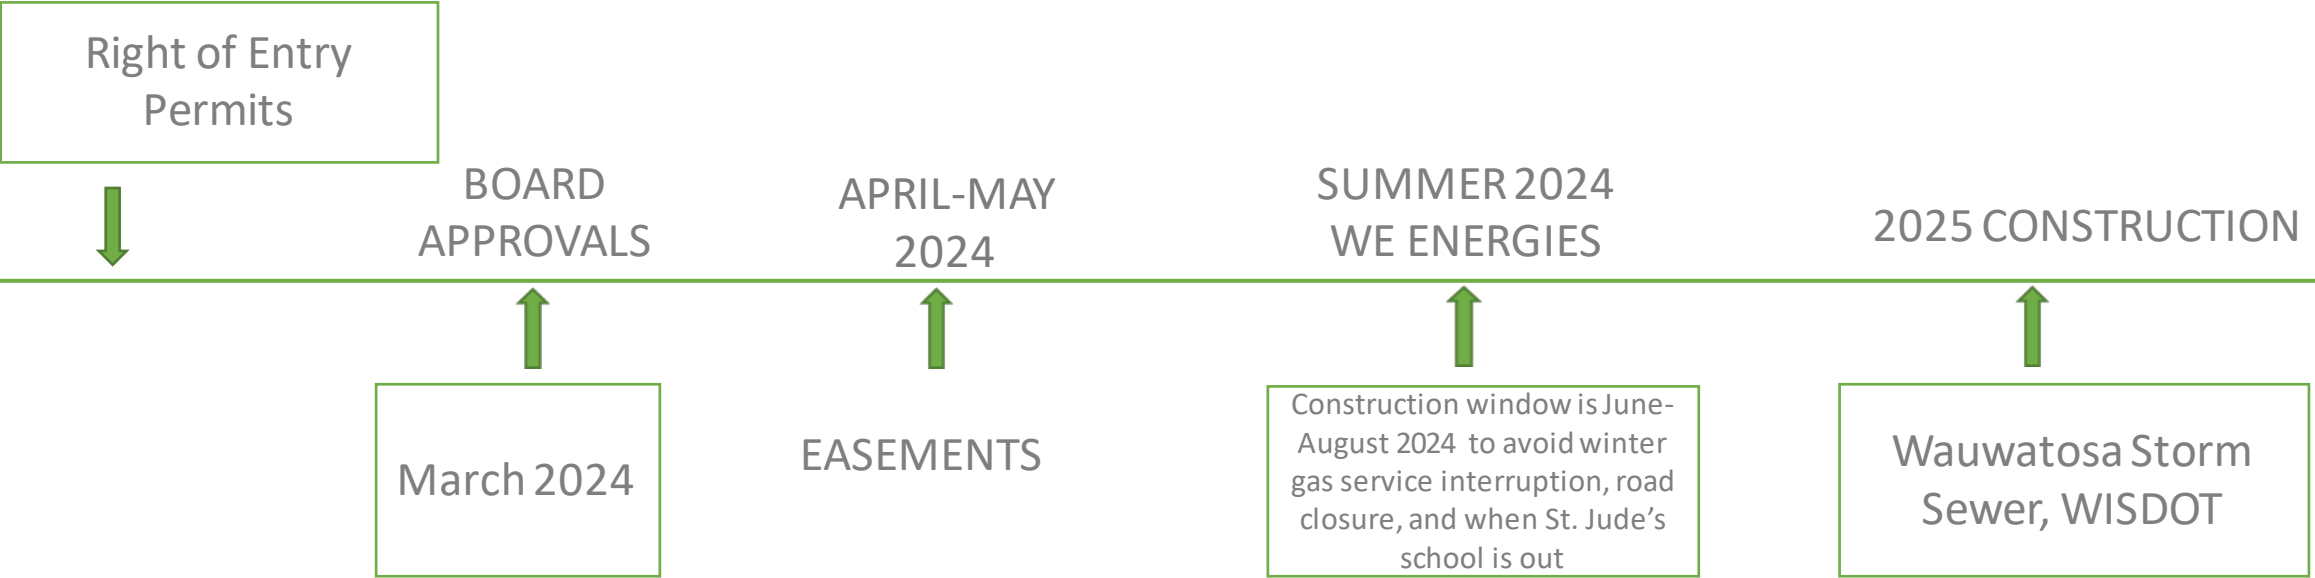 Right of Entry
Permits
BOARD
APPROVALS
March 2024
APRIL-MAY
2024
EASEMENTS
SUMMER 2024
WE ENERGIES
Construction window is June-
August 2024 to avoid winter
gas service interruption, road
closure, and when St. Jude’s
school is out
2025 CONSTRUCTION
Wauwatosa Storm
Sewer, WISDOT